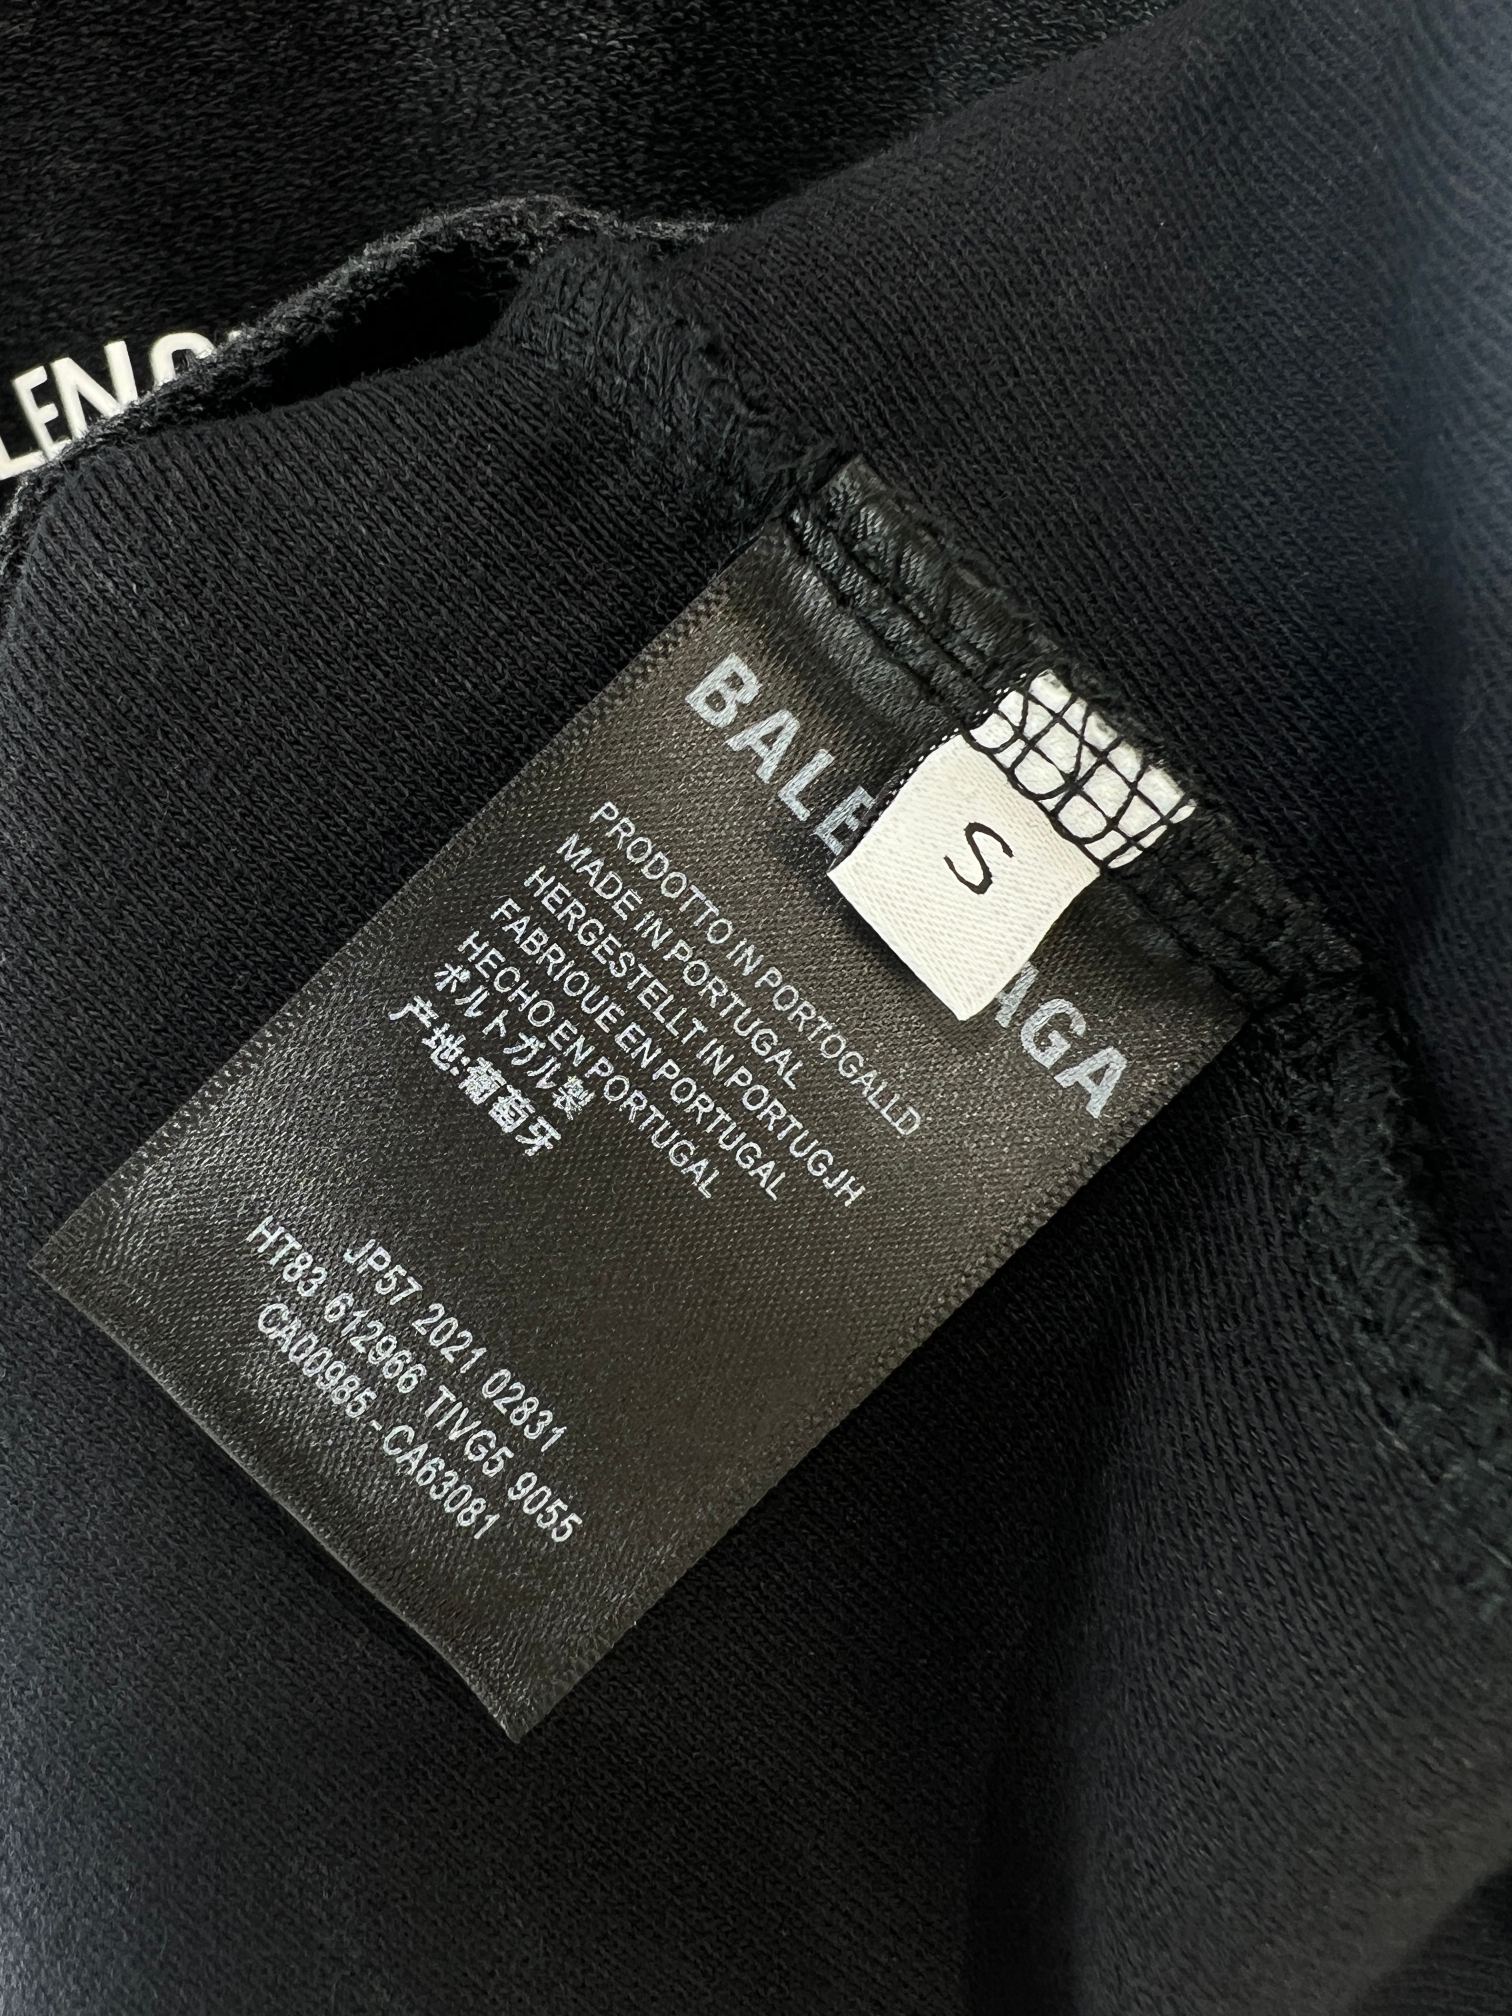 LENC
BALE AGA
S
PRODOTTO IN PORTOGALLD
MADE IN PORTUGAL
HERGESTELLT IN PORTUGJH
FABRIOUE EN PORTUGAL
HECHO EN PORTUGAL
ポルトガル製
产地:葡萄牙
JP57 2021 02831
HT83 612966 TIVG5 9055
CA00985-CA63081